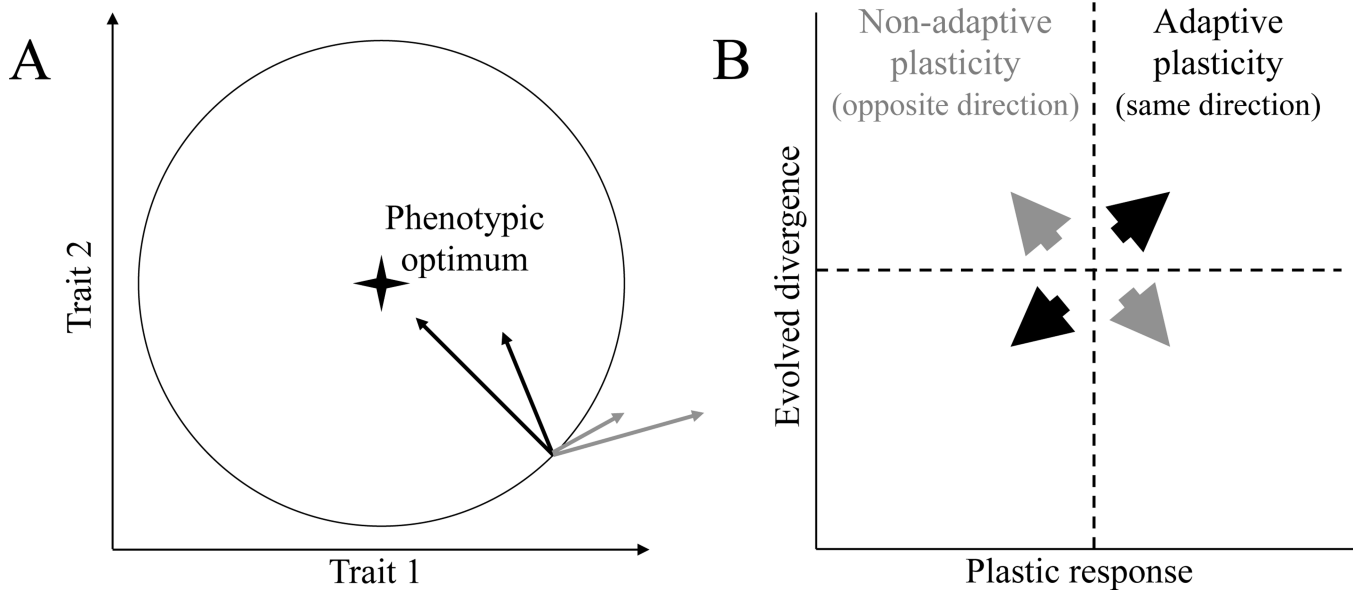 A
Phenotypic
optimum
Trait 2
Trait 1
B
Non-adaptive
plasticity
(opposite direction)
Adaptive
plasticity
(same direction)
Evolved divergence
Plastic response